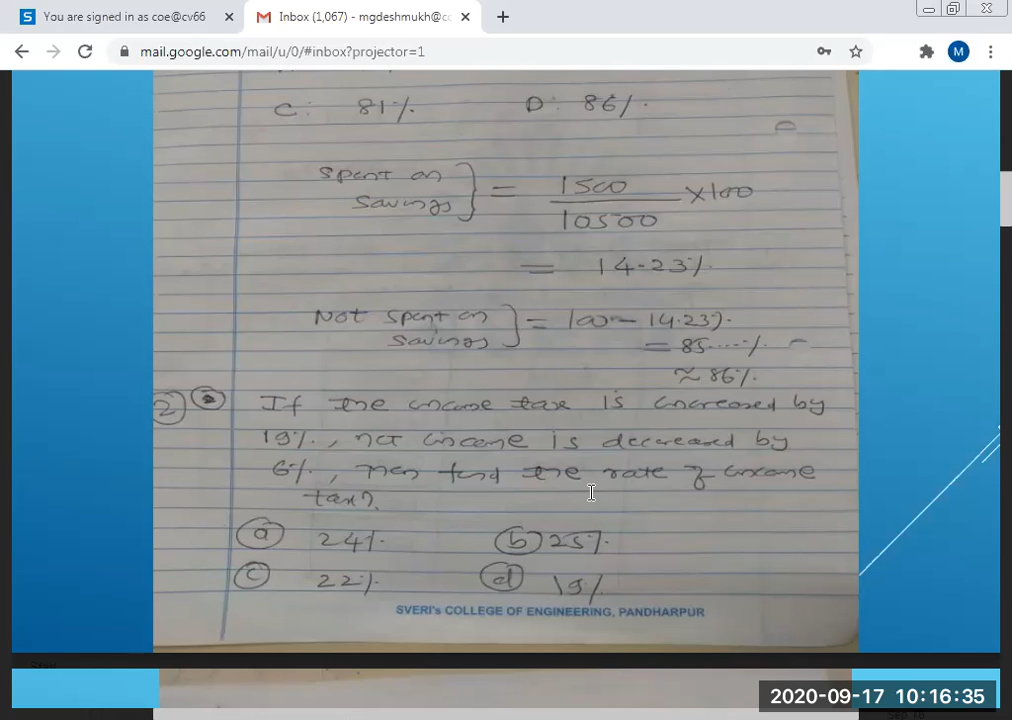 You are signed in as coe@cv66
Inbox (1,067) - mgdeshmukh@cc
mail.google.com/mail/u/0/#inbox?projector=1
M
C: 81% D: 86%.
Spent on
Savings } = 1500 / 10500 × 100
= 14.23%.
Not spent on
savings } = 100 - 14.23%.
= 85.....%.
≈ 86%.
2 If the income tax is increased by
19%., net income is decreased by
6%., then find the rate of income
tax?
a 24%. b 25%.
c 22%. d 19%
SVERI's COLLEGE OF ENGINEERING, PANDHARPUR
2020-09-17 10:16:35